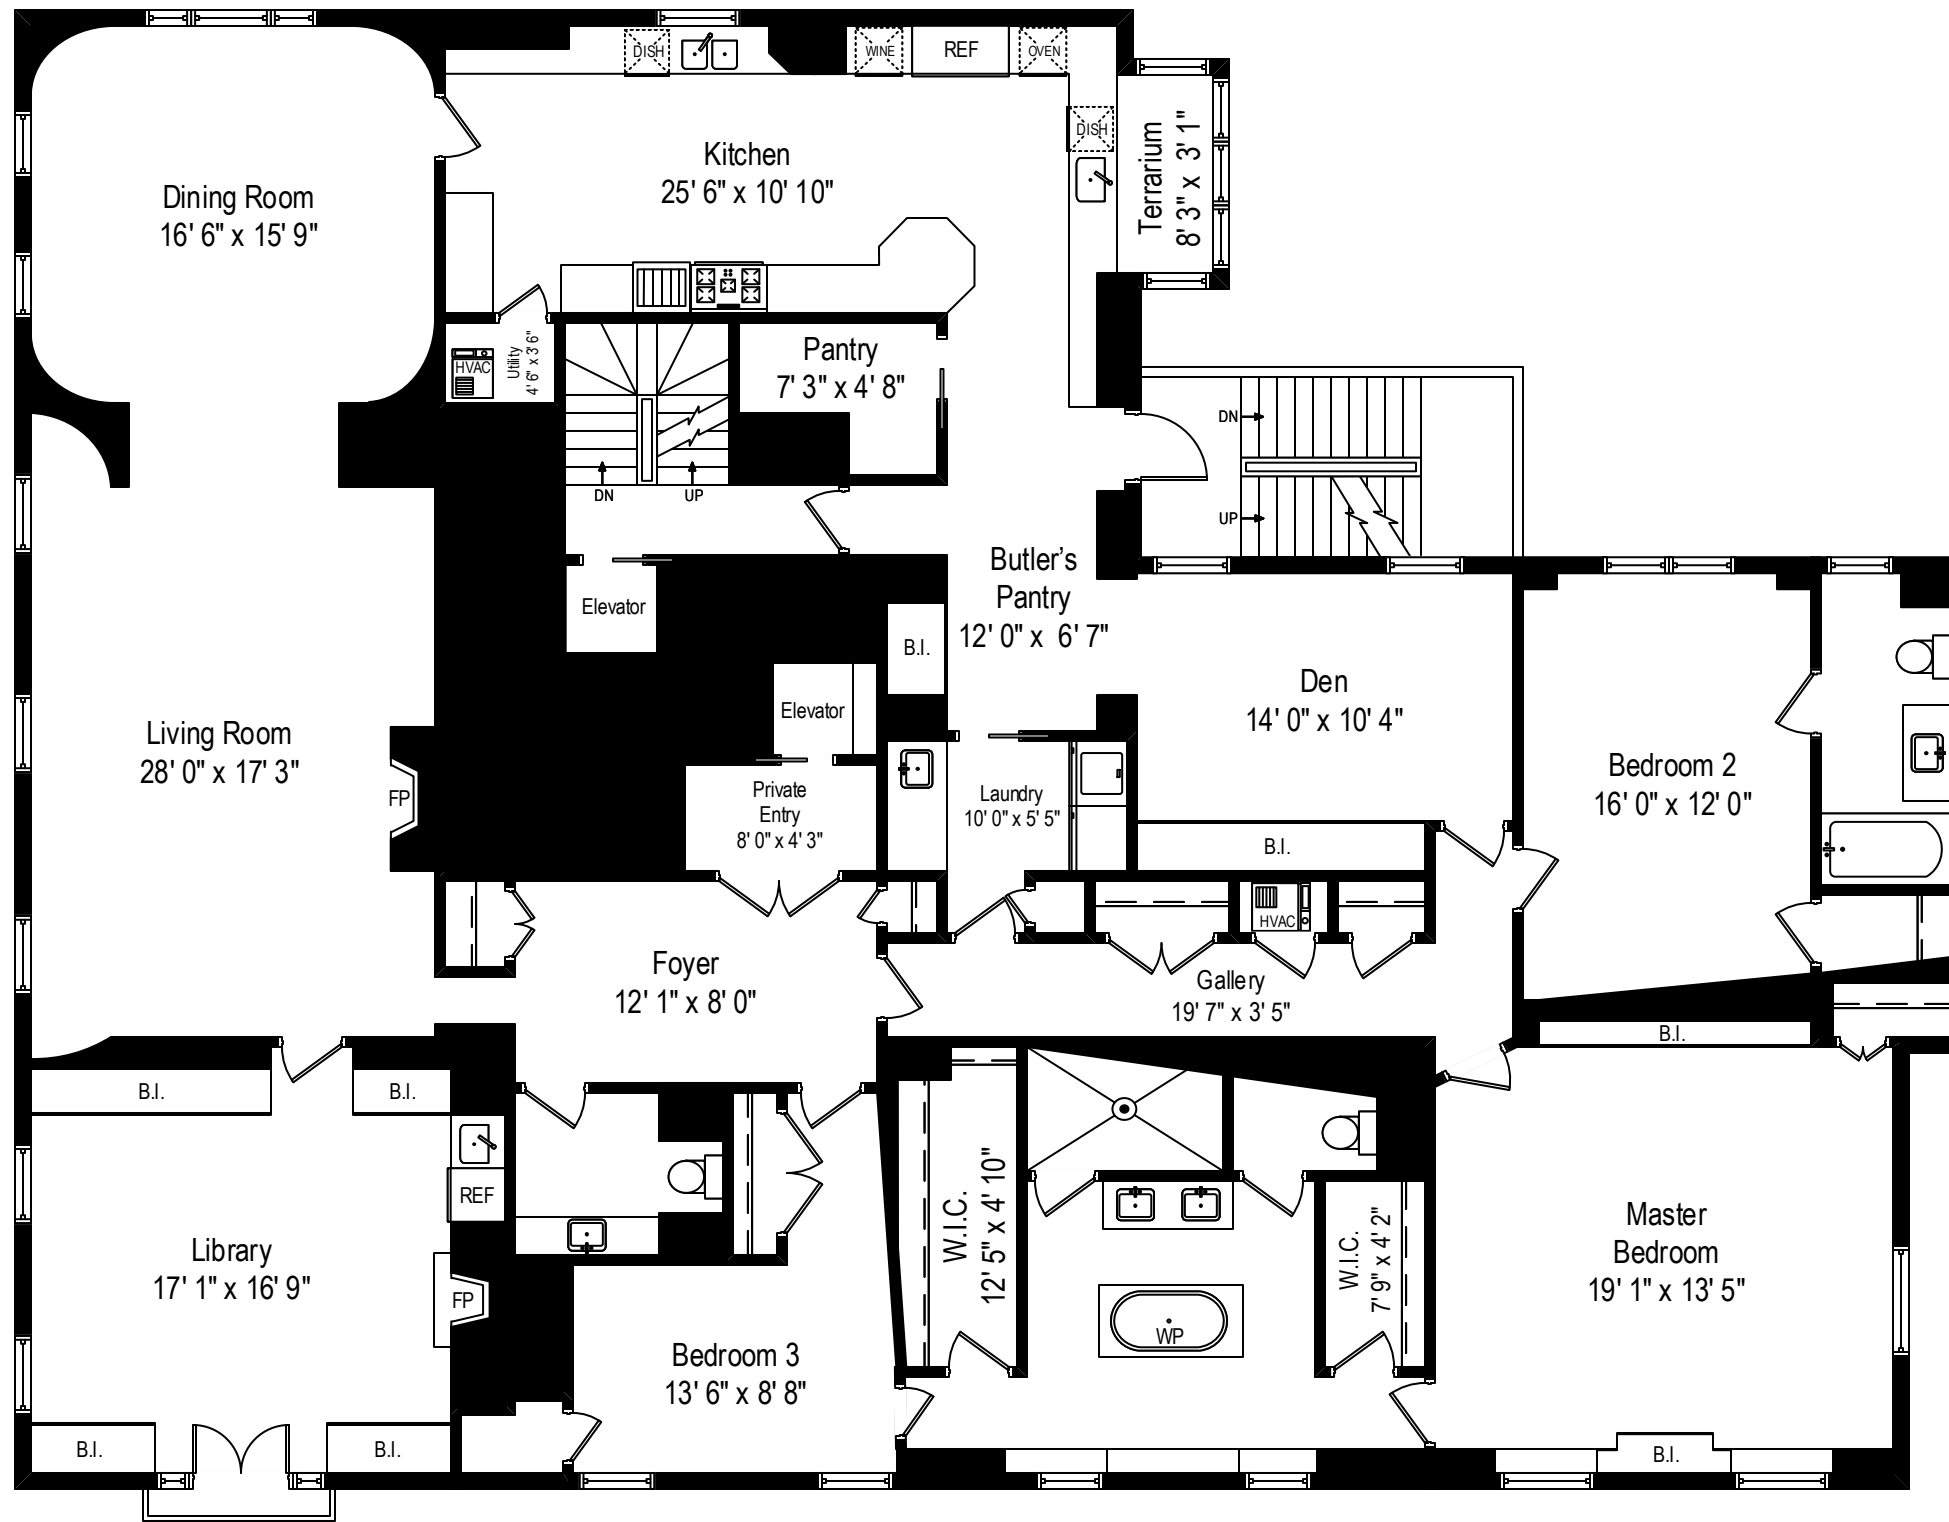 DISH
WINE
REF
OVEN
DISH
Kitchen
25' 6" x 10' 10"
Terrarium
8' 3" x 3' 1"
Dining Room
16' 6" x 15' 9"
HVAC
Utility
4' 6" x 3' 6"
Pantry
7' 3" x 4' 8"
DN
UP
DN
UP
Elevator
Butler’s
Pantry
12' 0" x 6' 7"
B.I.
Den
14' 0" x 10' 4"
Elevator
Living Room
28' 0" x 17' 3"
FP
Private
Entry
8' 0" x 4' 3"
Laundry
10' 0" x 5' 5"
Bedroom 2
16' 0" x 12' 0"
B.I.
HVAC
Foyer
12' 1" x 8' 0"
Gallery
19' 7" x 3' 5"
B.I.
B.I.
B.I.
REF
Library
17' 1" x 16' 9"
FP
W.I.C.
12' 5" x 4' 10"
W.I.C.
7' 9" x 4' 2"
Master
Bedroom
19' 1" x 13' 5"
WP
Bedroom 3
13' 6" x 8' 8"
B.I.
B.I.
B.I.